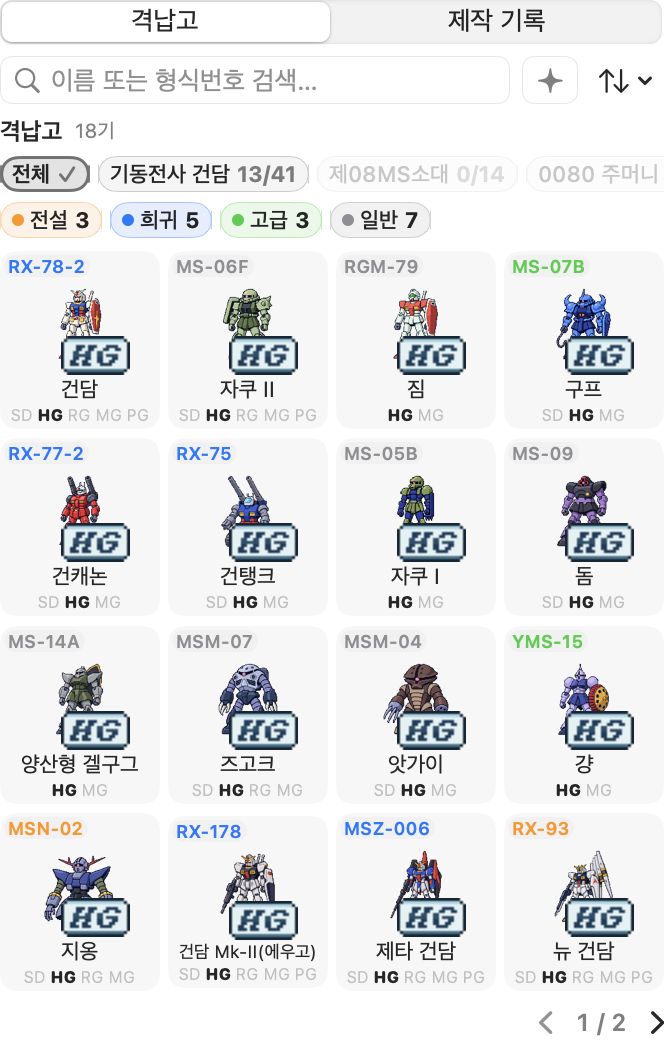 격납고 제작 기록
이름 또는 형식번호 검색...
격납고 18기
전체 기동전사 건담 13/41 제08MS소대 0/14 0080 주머니
전설 3 희귀 5 고급 3 일반 7
RX-78-2 MS-06F RGM-79 MS-07B
HG HG HG HG
건담 자쿠 II 짐 구프
SD HG RG MG PG SD HG RG MG PG HG MG SD HG MG
RX-77-2 RX-75 MS-05B MS-09
HG HG HG HG
건캐논 건탱크 자쿠 I 돔
SD HG MG SD HG MG HG MG SD HG MG
MS-14A MSM-07 MSM-04 YMS-15
HG HG HG HG
양산형 겔구그 즈고크 앗가이 걍
HG MG SD HG RG MG SD HG MG HG MG
MSN-02 RX-178 MSZ-006 RX-93
HG HG HG HG
지옹 건담 Mk-II(에우고) 제타 건담 뉴 건담
SD HG RG MG SD HG RG MG PG SD HG RG MG PG SD HG RG MG PG
1 / 2